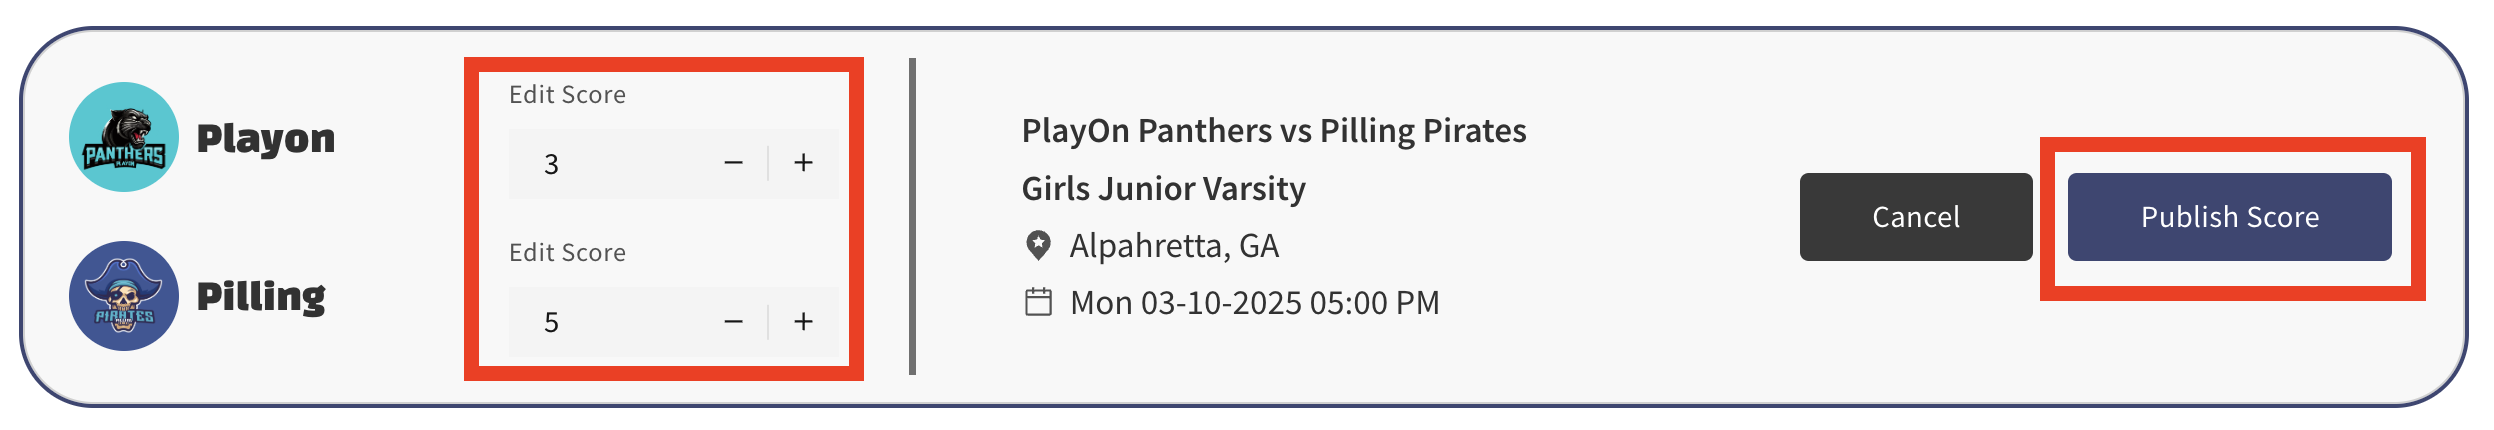 PANTHERS
PLAYON
Playon
Edit Score
3
Edit Score
5
PIRATES
Pilling
PlayOn Panthers vs Pilling Pirates
Girls Junior Varsity
Alpahretta, GA
Mon 03-10-2025 05:00 PM
Cancel
Publish Score